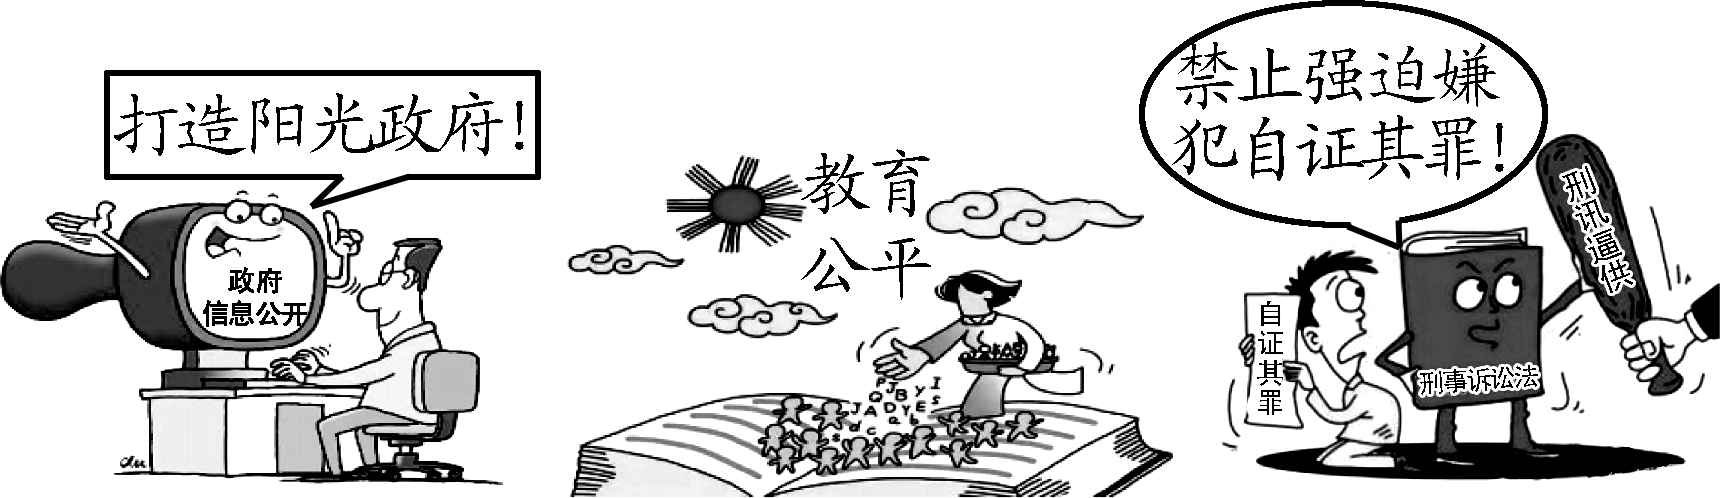 打造阳光政府!
政府
信息公开
教育
公平
P J B Y I
Q
S
J A D Y E
d c a b
s
禁止强迫嫌
犯自证其罪!
刑讯逼供
自证其罪
刑事诉讼法